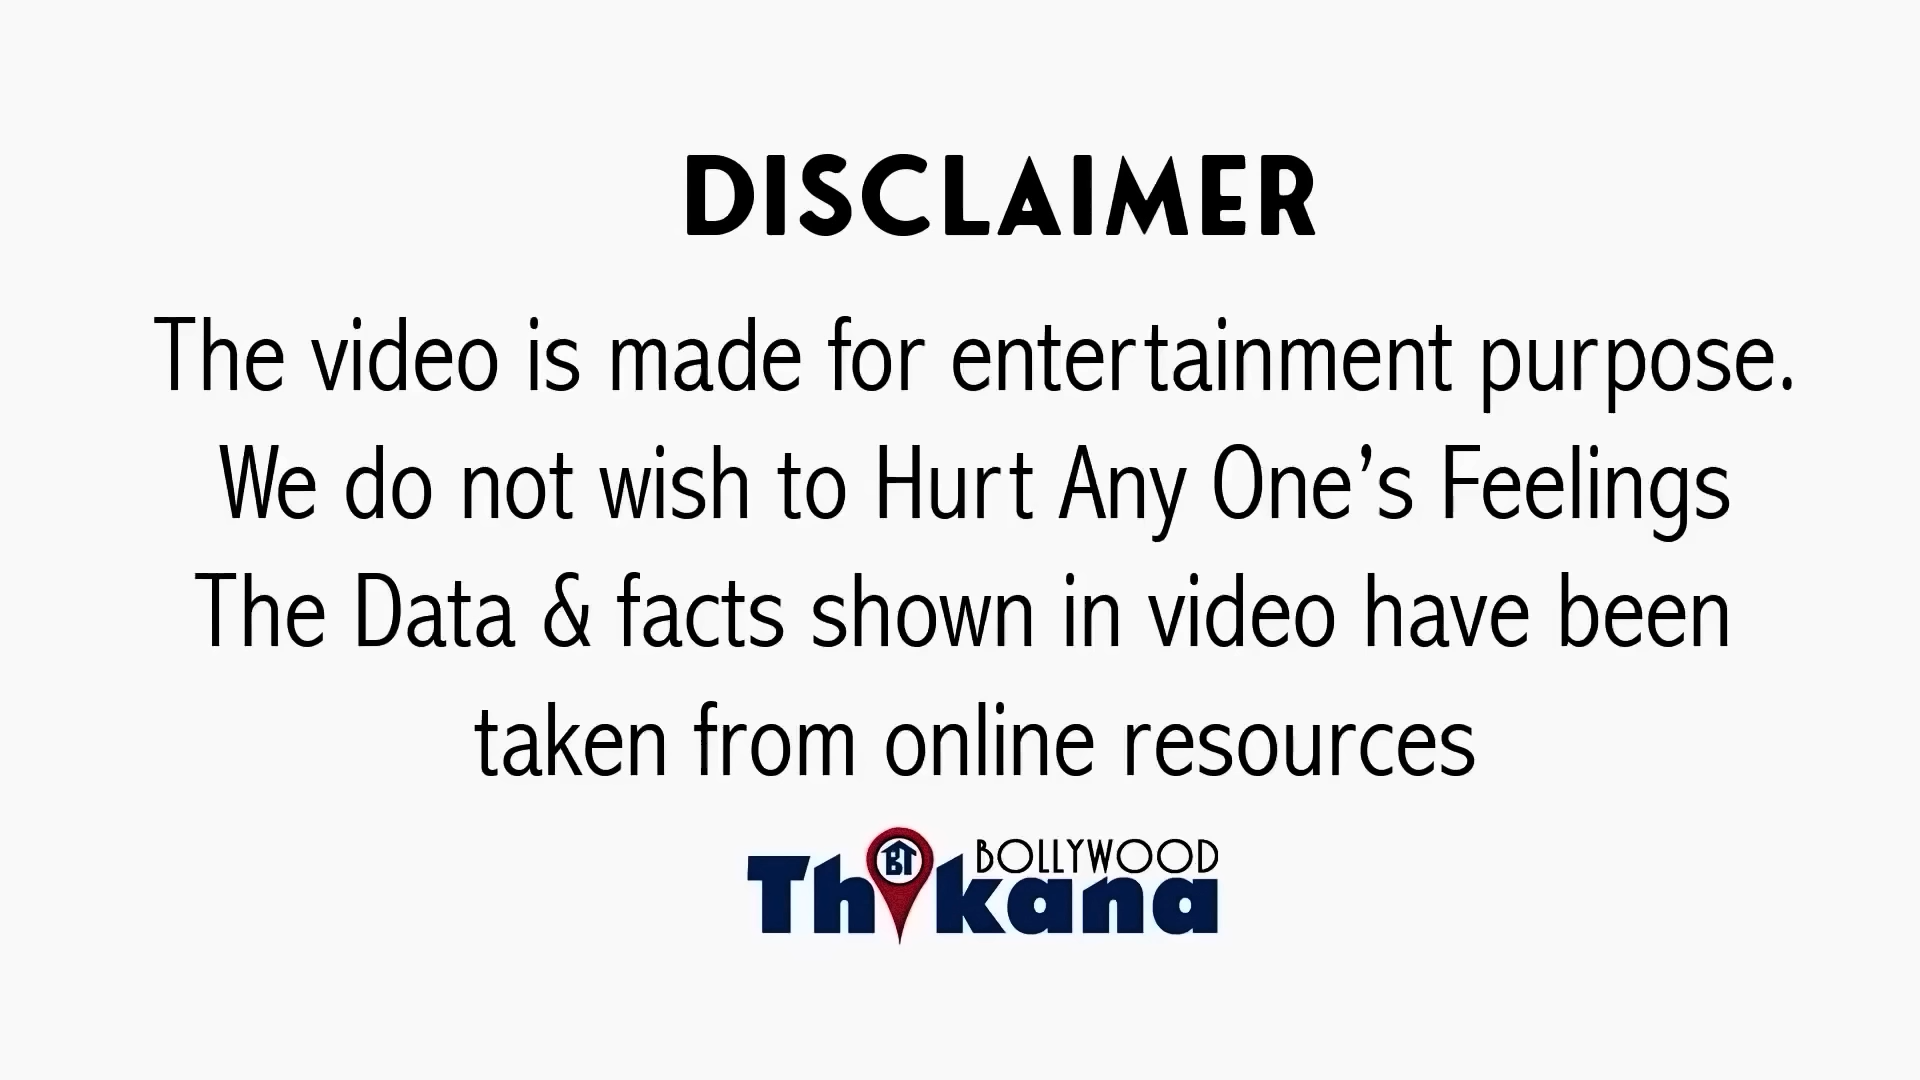 DISCLAIMER
The video is made for entertainment purpose.
We do not wish to Hurt Any One’s Feelings
The Data & facts shown in video have been
taken from online resources
BT
BOLLYWOOD
Thikana